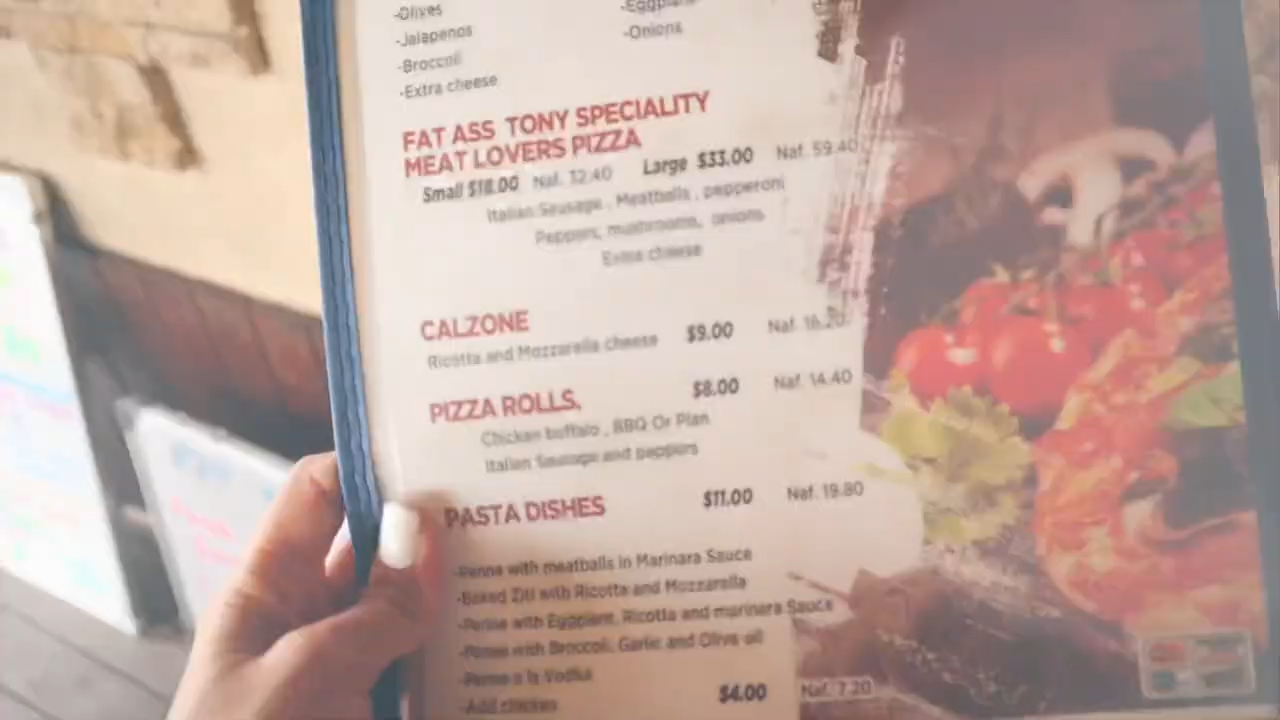 -Olives
-Eggplant
-Jalapenos
-Onions
-Broccoli
-Extra cheese
FAT ASS TONY SPECIALITY
MEAT LOVERS PIZZA
Small $18.00 Naf. 32.40 Large $33.00 Naf. 59.40
Italian Sausage, Meatballs, pepperoni
Peppers, mushrooms, onions
Extra cheese
CALZONE $9.00 Naf. 16.20
Ricotta and Mozzarella cheese
PIZZA ROLLS, $8.00 Naf. 14.40
Chicken buffalo, BBQ Or Plan
Italian Sausage and peppers
PASTA DISHES $11.00 Naf. 19.80
-Penne with meatballs in Marinara Sauce
-Baked Ziti with Ricotta and Mozzarella
-Penne with Eggplant, Ricotta and marinara Sauce
-Penne with Broccoli, Garlic and Olive oil
-Penne a la Vodka
-Add chicken $4.00 Naf. 7.20